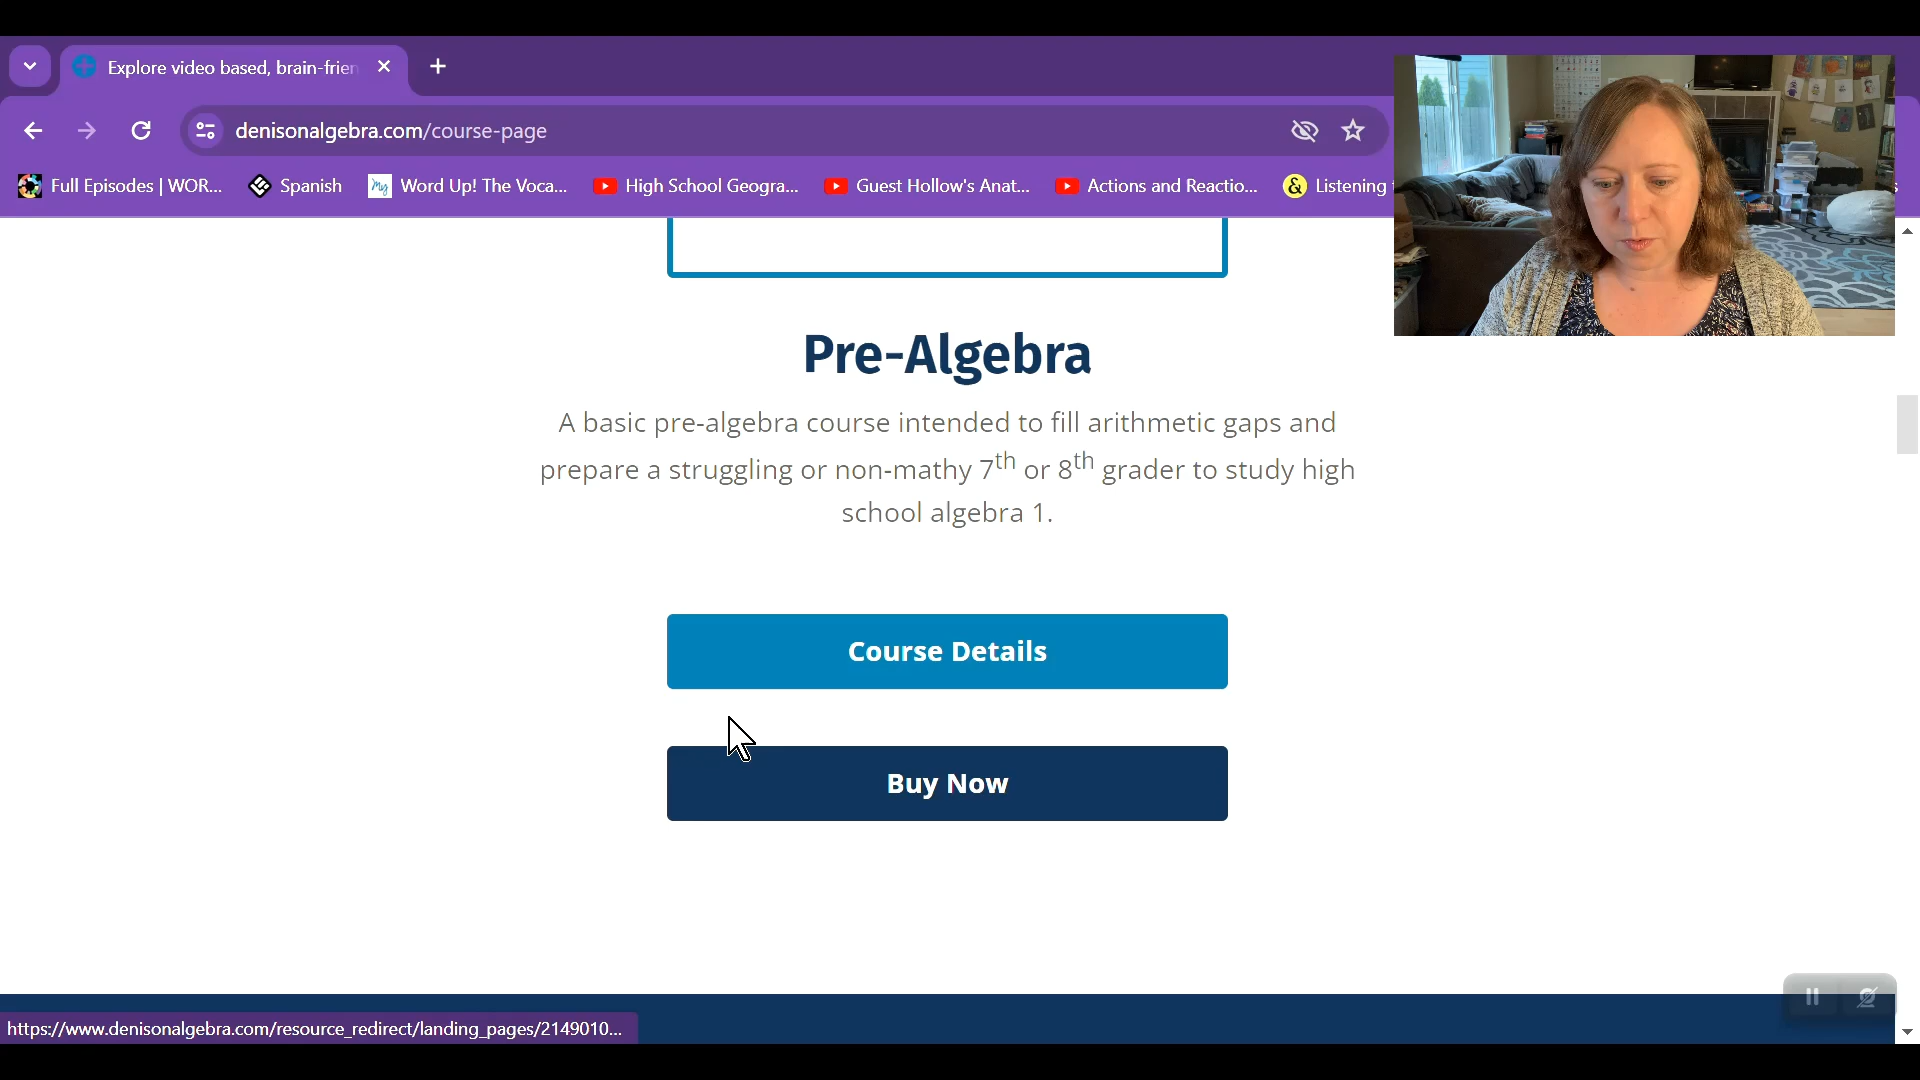 Explore video based, brain-frien
denisonalgebra.com/course-page
Full Episodes | WOR...
Spanish
my
Word Up! The Voca...
High School Geogra...
Guest Hollow's Anat...
Actions and Reactio...
&
Listening
s
Pre-Algebra
A basic pre-algebra course intended to fill arithmetic gaps and
prepare a struggling or non-mathy 7th or 8th grader to study high
school algebra 1.
Course Details
Buy Now
https://www.denisonalgebra.com/resource_redirect/landing_pages/2149010...